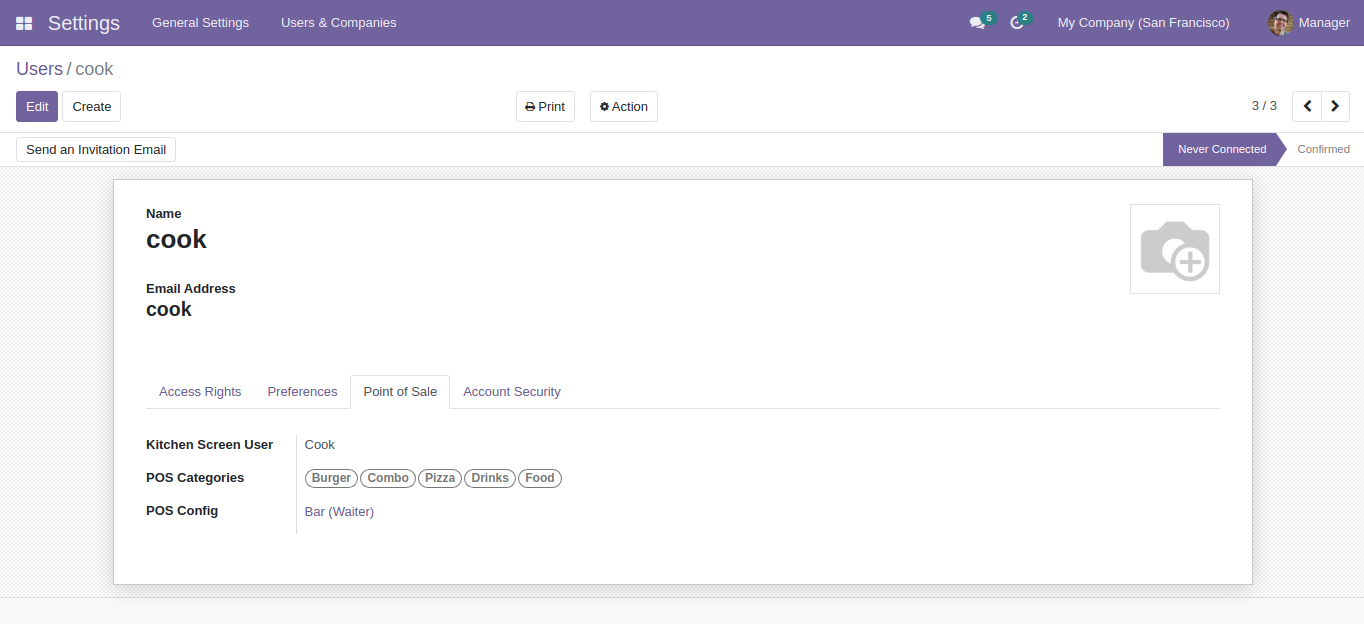 Settings General Settings Users & Companies 5 2 My Company (San Francisco) Manager
Users / cook
Edit Create Print Action 3 / 3
Send an Invitation Email Never Connected Confirmed
Name
cook
Email Address
cook
Access Rights Preferences Point of Sale Account Security
Kitchen Screen User Cook
POS Categories Burger Combo Pizza Drinks Food
POS Config Bar (Waiter)